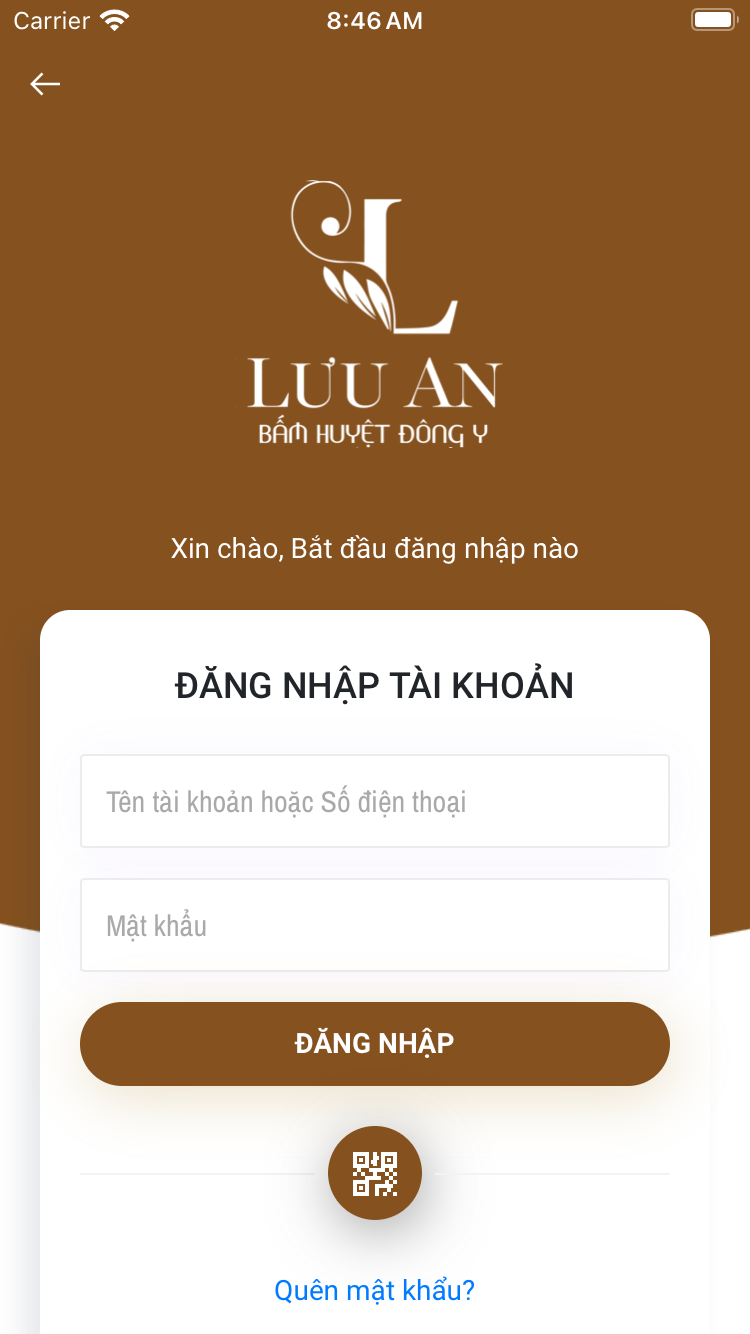 Carrier 8:46 AM
L
LƯU AN
BẤM HUYỆT ĐÔNG Y
Xin chào, Bắt đầu đăng nhập nào
ĐĂNG NHẬP TÀI KHOẢN
Tên tài khoản hoặc Số điện thoại
Mật khẩu
ĐĂNG NHẬP
Quên mật khẩu?